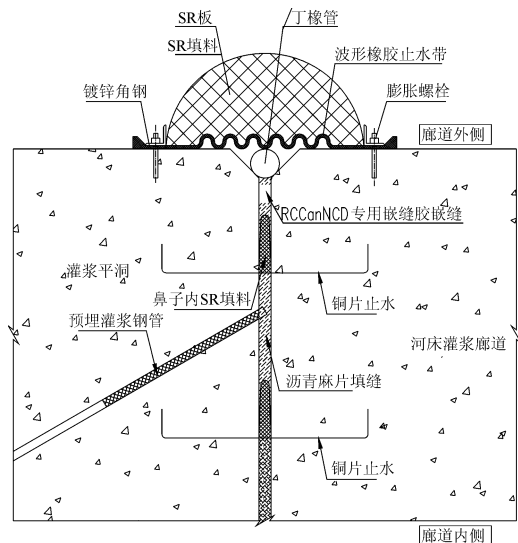 SR板
丁橡管
SR填料
波形橡胶止水带
镀锌角钢
膨胀螺栓
廊道外侧
RCCanNCD专用嵌缝胶嵌缝
灌浆平洞
鼻子内SR填料
铜片止水
预埋灌浆钢管
河床灌浆廊道
沥青麻片填缝
铜片止水
廊道内侧